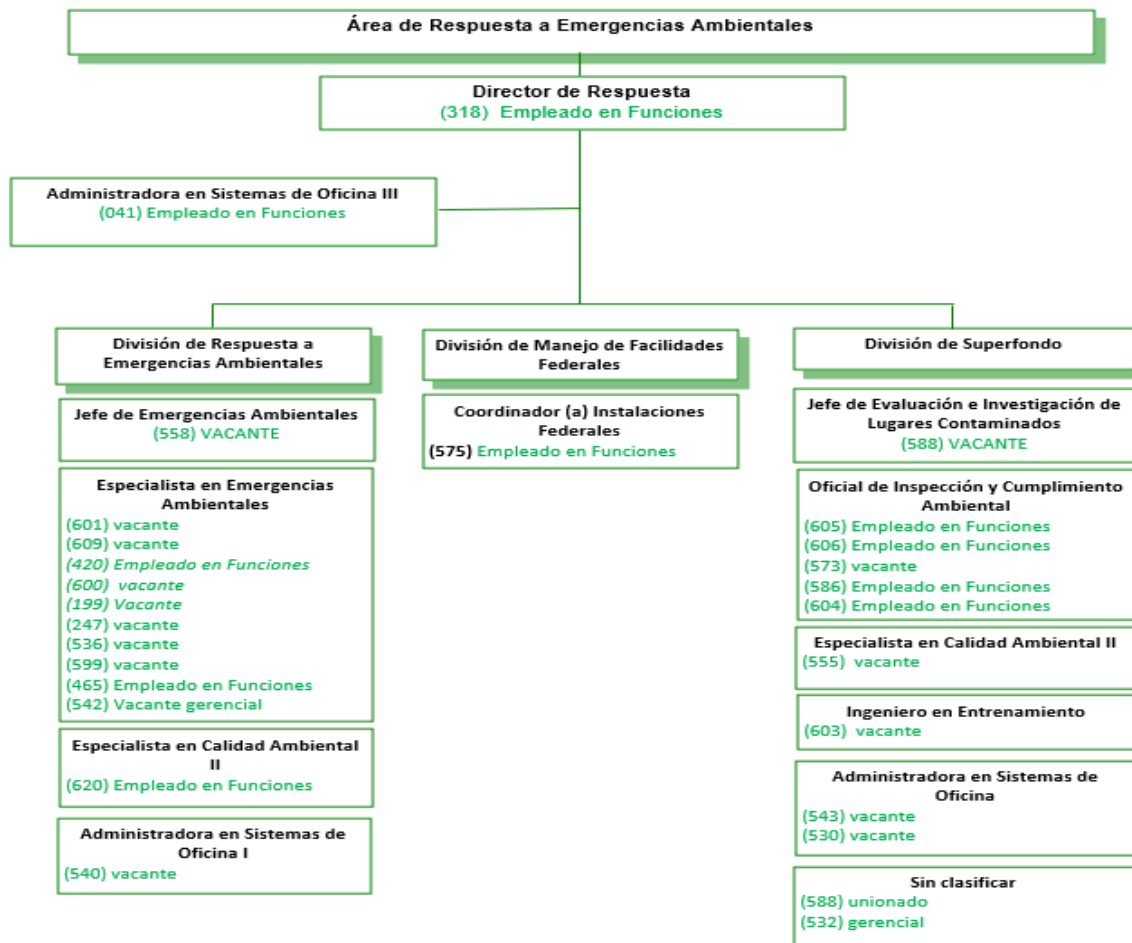 Área de Respuesta a Emergencias Ambientales
Director de Respuesta
(318) Empleado en Funciones
Administradora en Sistemas de Oficina III
(041) Empleado en Funciones
División de Respuesta a
Emergencias Ambientales
Jefe de Emergencias Ambientales
(558) VACANTE
Especialista en Emergencias
Ambientales
(601) vacante
(609) vacante
(420) Empleado en Funciones
(600) vacante
(199) Vacante
(247) vacante
(536) vacante
(599) vacante
(465) Empleado en Funciones
(542) Vacante gerencial
Especialista en Calidad Ambiental
II
(620) Empleado en Funciones
Administradora en Sistemas de
Oficina I
(540) vacante
División de Manejo de Facilidades
Federales
Coordinador (a) Instalaciones
Federales
(575) Empleado en Funciones
División de Superfondo
Jefe de Evaluación e Investigación de
Lugares Contaminados
(588) VACANTE
Oficial de Inspección y Cumplimiento
Ambiental
(605) Empleado en Funciones
(606) Empleado en Funciones
(573) vacante
(586) Empleado en Funciones
(604) Empleado en Funciones
Especialista en Calidad Ambiental II
(555) vacante
Ingeniero en Entrenamiento
(603) vacante
Administradora en Sistemas de
Oficina
(543) vacante
(530) vacante
Sin clasificar
(588) unionado
(532) gerencial